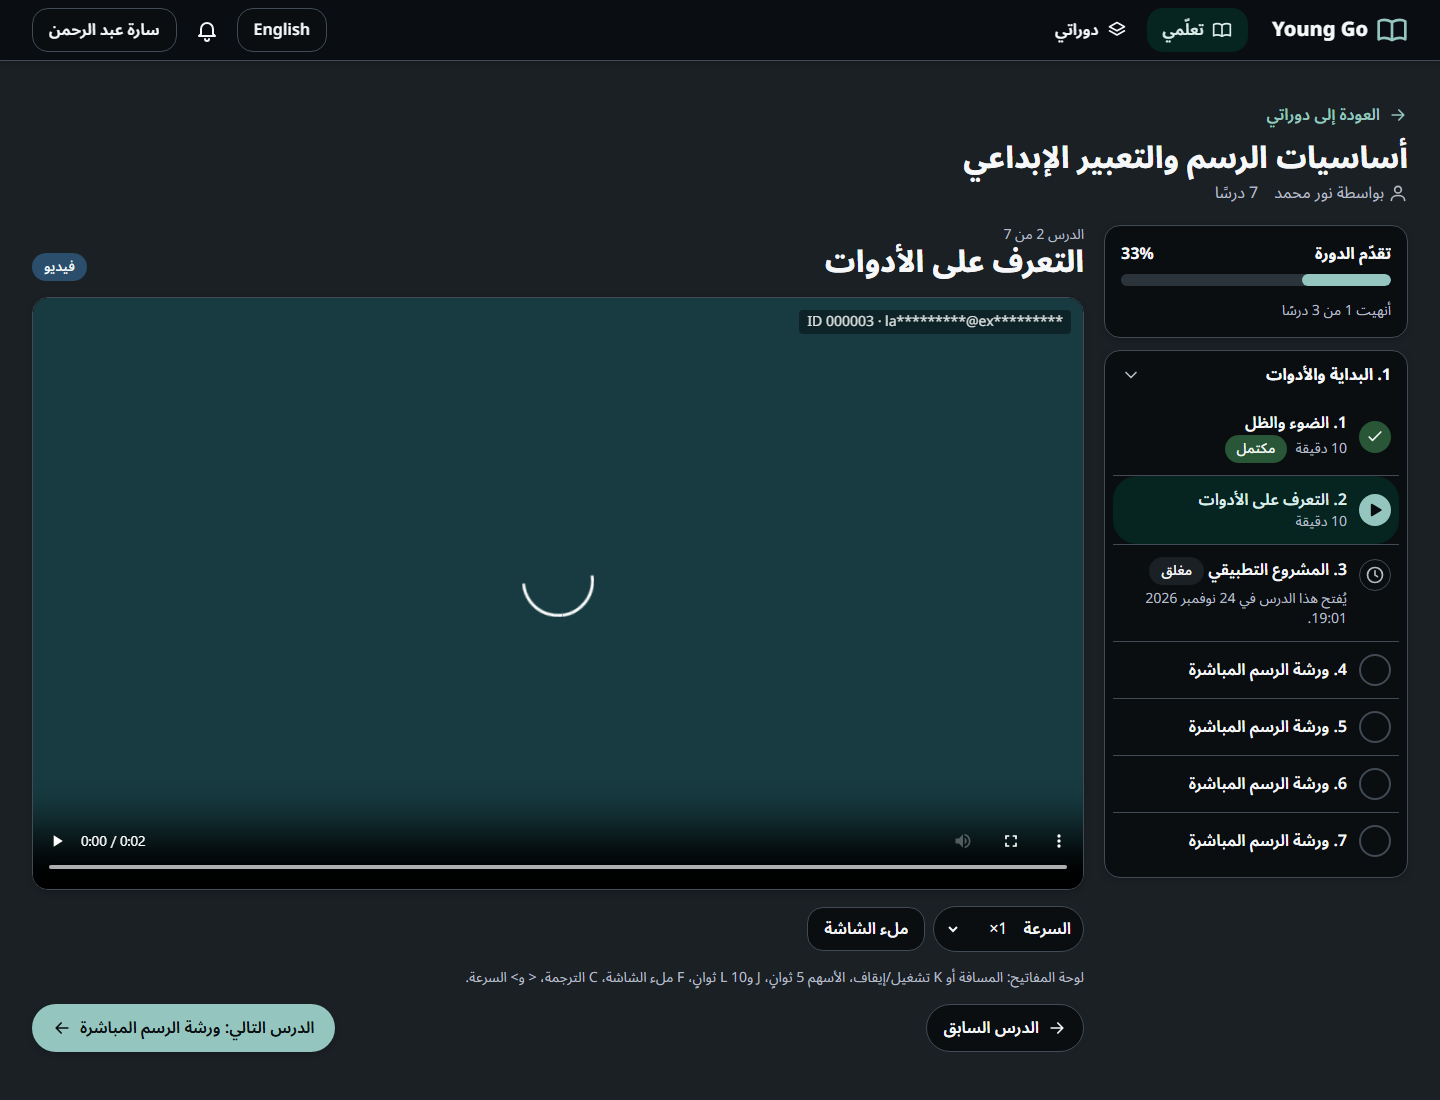 Young Go
تعلّمي
دوراتي
English
سارة عبد الرحمن
العودة إلى دوراتي
أساسيات الرسم والتعبير الإبداعي
بواسطة نور محمد 7 درسًا
تقدّم الدورة 33%
أنهيت 1 من 3 درسًا
1. البداية والأدوات
1. الضوء والظل
10 دقيقة مكتمل
2. التعرف على الأدوات
10 دقيقة
3. المشروع التطبيقي مغلق
يُفتح هذا الدرس في 24 نوفمبر 2026
19:01.
4. ورشة الرسم المباشرة
5. ورشة الرسم المباشرة
6. ورشة الرسم المباشرة
7. ورشة الرسم المباشرة
الدرس 2 من 7
التعرف على الأدوات
فيديو
ID 000003 · la*********@ex*********
0:00 / 0:02
السرعة 1×
ملء الشاشة
لوحة المفاتيح: المسافة أو K تشغيل/إيقاف، الأسهم 5 ثوانٍ، J و L 10 ثوانٍ، F ملء الشاشة، C الترجمة، < و> السرعة.
الدرس السابق
الدرس التالي: ورشة الرسم المباشرة